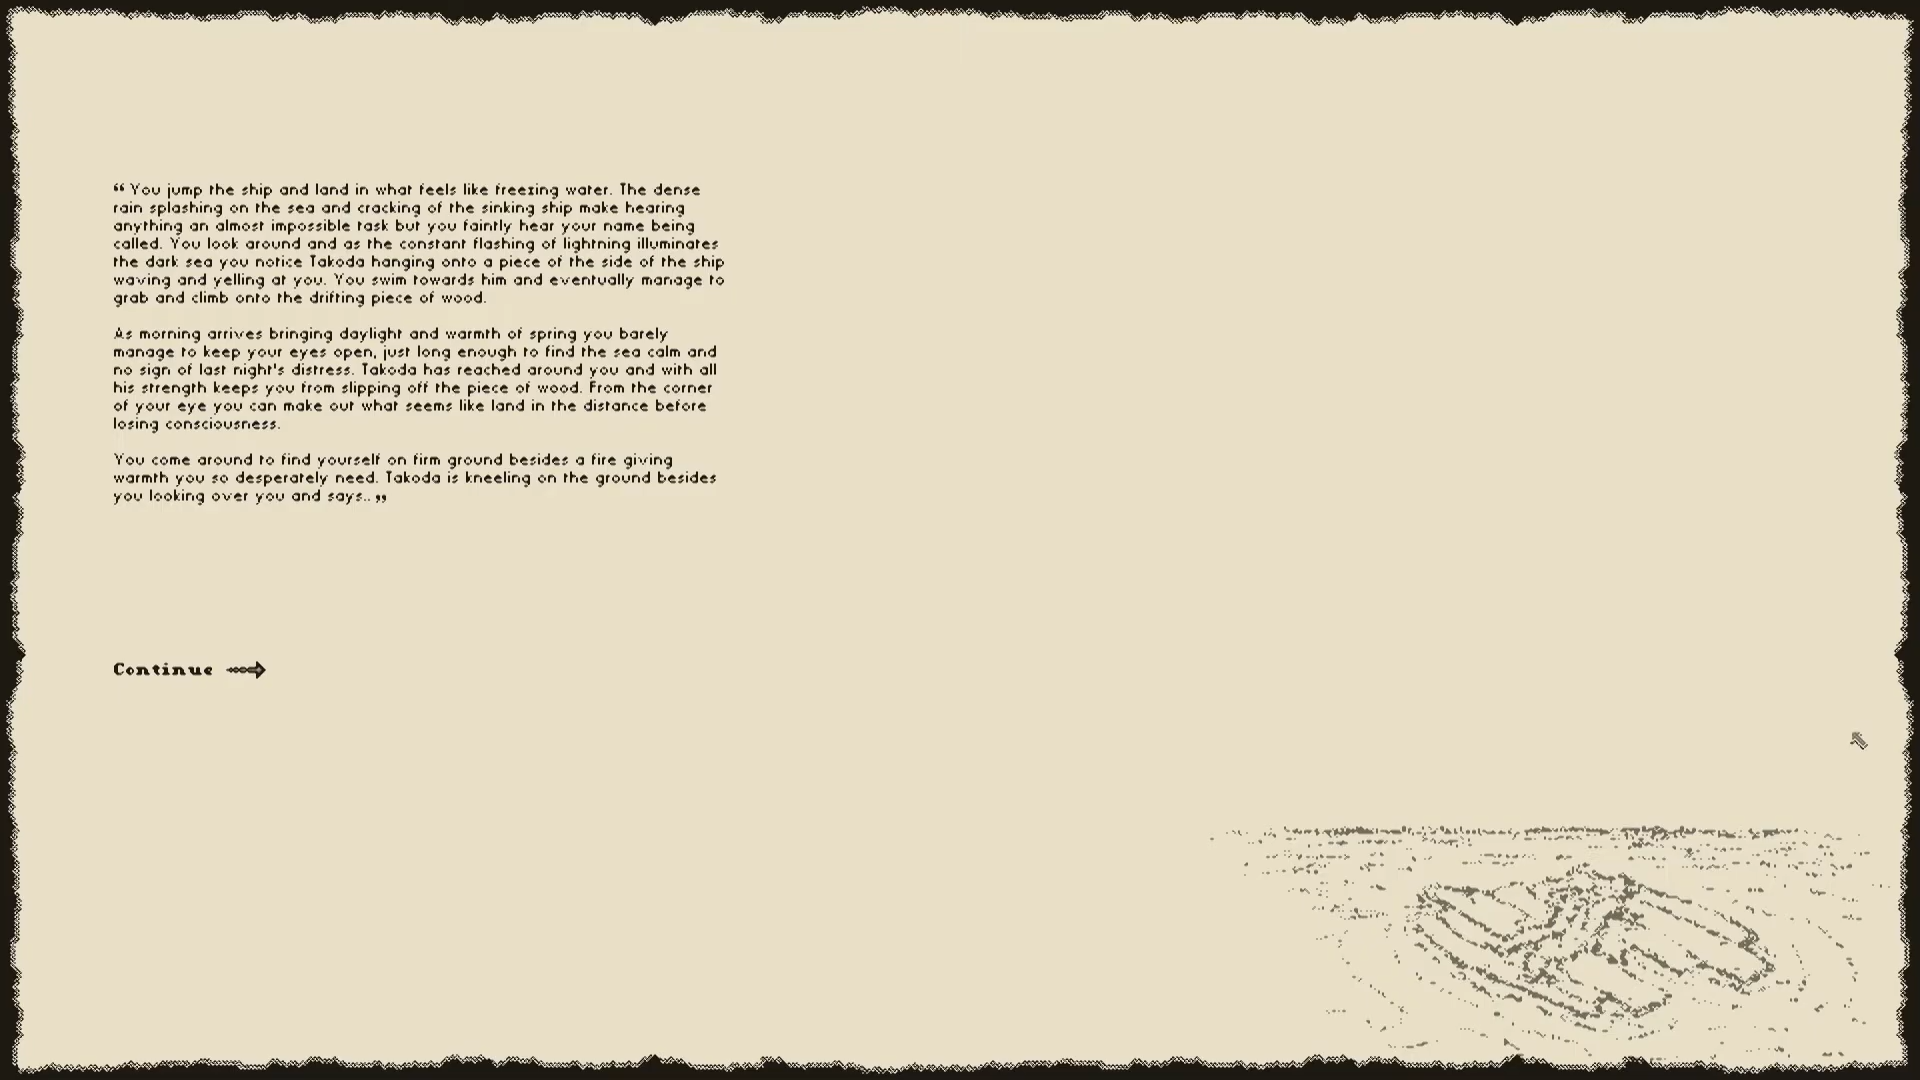 “ You jump the ship and land in what feels like freezing water. The dense
rain splashing on the sea and cracking of the sinking ship make hearing
anything an almost impossible task but you faintly hear your name being
called. You look around and as the constant flashing of lightning illuminates
the dark sea you notice Takoda hanging onto a piece of the side of the ship
waving and yelling at you. You swim towards him and eventually manage to
grab and climb onto the drifting piece of wood.
As morning arrives bringing daylight and warmth of spring you barely
manage to keep your eyes open, just long enough to find the sea calm and
no sign of last night's distress. Takoda has reached around you and with all
his strength keeps you from slipping off the piece of wood. From the corner
of your eye you can make out what seems like land in the distance before
losing consciousness.
You come around to find yourself on firm ground besides a fire giving
warmth you so desperately need. Takoda is kneeling on the ground besides
you looking over you and says.. ”
Continue